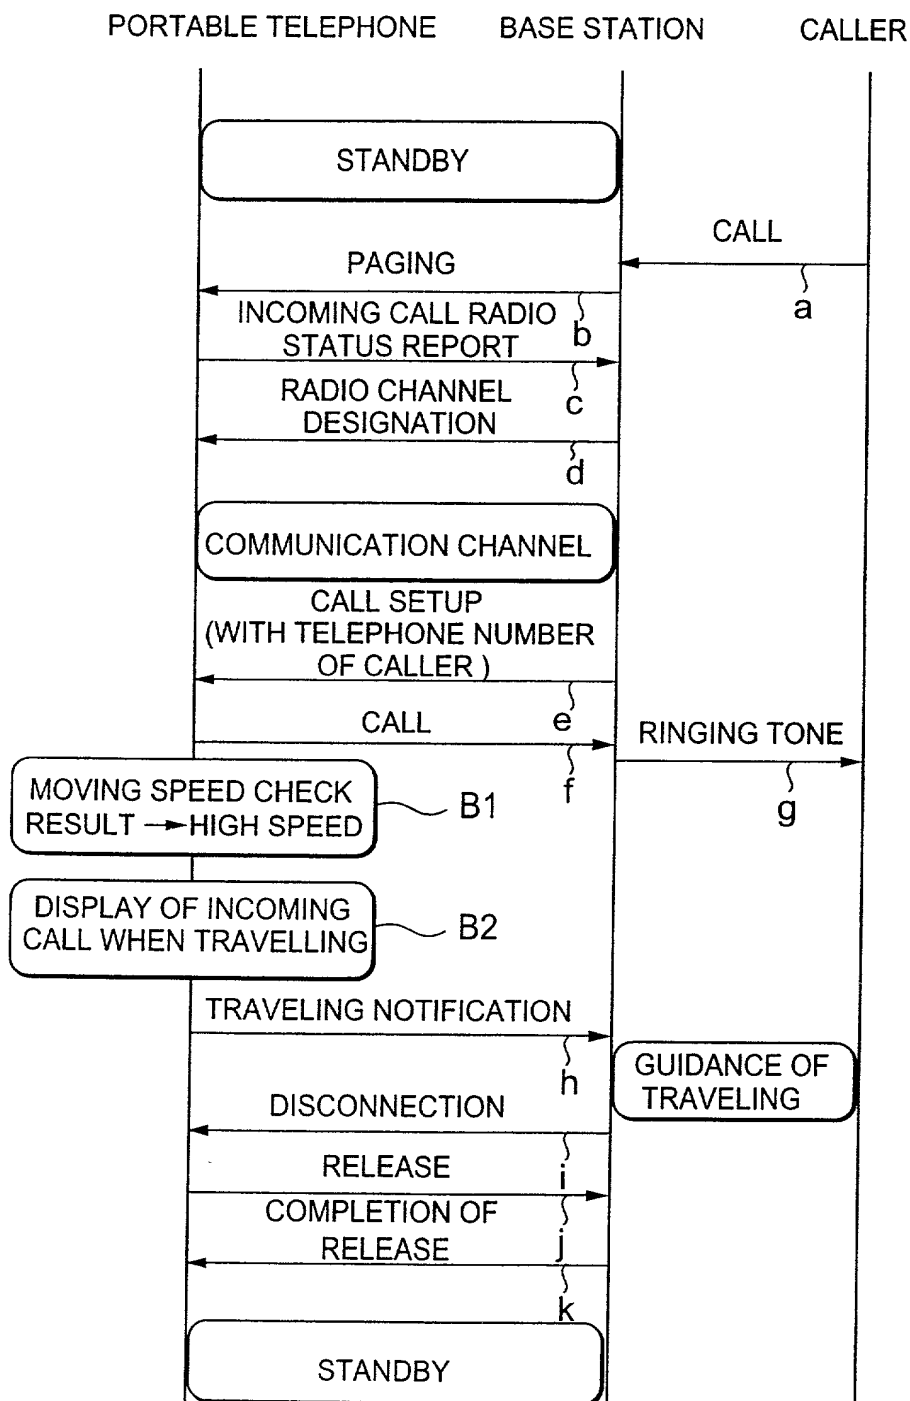 PORTABLE TELEPHONE BASE STATION CALLER
STANDBY
CALL
PAGING
a
INCOMING CALL RADIO
b
STATUS REPORT
c
RADIO CHANNEL
DESIGNATION
d
COMMUNICATION CHANNEL
CALL SETUP
(WITH TELEPHONE NUMBER
OF CALLER )
e
CALL
RINGING TONE
f
g
MOVING SPEED CHECK
RESULT → HIGH SPEED
B1
DISPLAY OF INCOMING
CALL WHEN TRAVELLING
B2
TRAVELING NOTIFICATION
h
GUIDANCE OF
TRAVELING
DISCONNECTION
i
RELEASE
j
COMPLETION OF
RELEASE
k
STANDBY